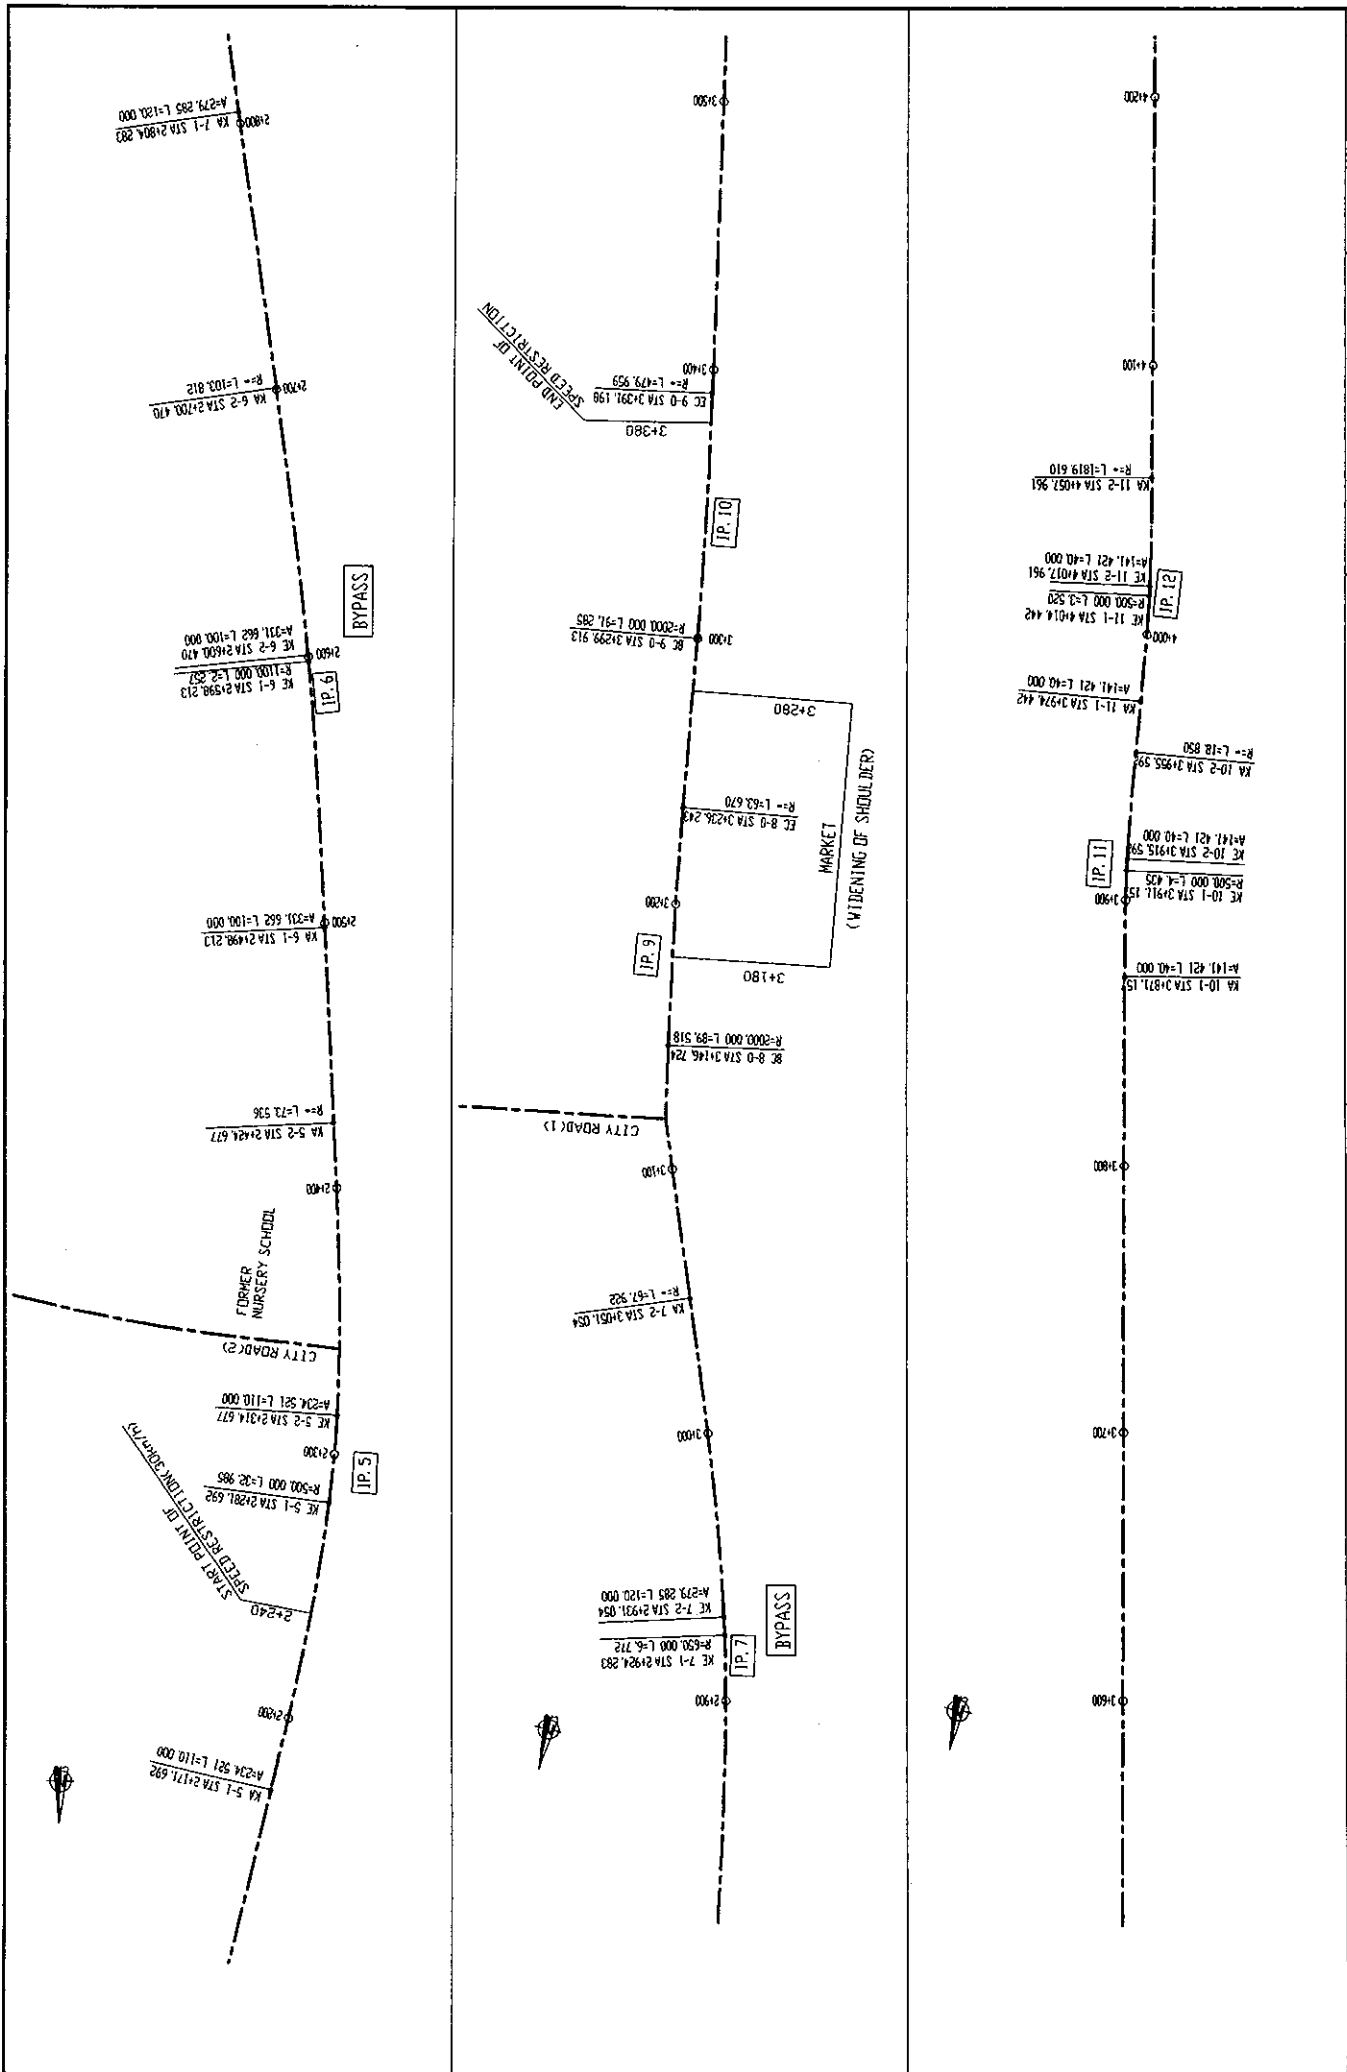 A=279.285 L=120.000
KA 7-1 STA 2+804.283
2+800
R=∞ L=103.812
KA 6-2 STA 2+700.470
2+700
BYPASS
A=331.662 L=100.000
KE 6-2 STA 2+600.470
R=1100.000 L=2.257
KE 6-1 STA 2+598.213
2+600
IP.6
A=331.662 L=100.000
KA 6-1 STA 2+498.213
2+500
R=∞ L=73.536
KA 5-2 STA 2+424.677
2+400
FORMER
NURSERY SCHOOL
CITY ROAD(2)
A=234.521 L=110.000
KE 5-2 STA 2+314.677
2+300
IP.5
R=500.000 L=32.985
KE 5-1 STA 2+281.692
START POINT OF
SPEED RESTRICTION(30km/h)
2+240
2+200
A=234.521 L=110.000
KA 5-1 STA 2+171.692
3+500
END POINT OF
SPEED RESTRICTION
3+400
R=∞ L=479.959
EC 9-0 STA 3+391.198
3+380
IP.10
R=2000.000 L=91.285
BC 9-0 STA 3+299.913
3+300
3+280
R=∞ L=63.670
EC 8-0 STA 3+236.243
MARKET
(WIDENING OF SHOULDER)
3+200
IP.9
3+180
R=2000.000 L=89.518
BC 8-0 STA 3+146.724
CITY ROAD(1)
3+100
R=∞ L=67.922
KA 7-2 STA 3+051.054
3+000
A=279.285 L=120.000
KE 7-2 STA 2+931.054
R=650.000 L=6.772
KE 7-1 STA 2+924.283
IP.7
BYPASS
2+900
4+200
4+100
R=∞ L=1819.610
KA 11-2 STA 4+057.961
A=141.421 L=40.000
KE 11-2 STA 4+017.961
R=500.000 L=3.520
KE 11-1 STA 4+014.442
IP.12
4+000
A=141.421 L=40.000
KA 11-1 STA 3+974.442
R=∞ L=18.850
KA 10-2 STA 3+955.592
A=141.421 L=40.000
KE 10-2 STA 3+915.59
R=500.000 L=4.435
KE 10-1 STA 3+911.15
IP.11
3+900
A=141.421 L=40.000
KA 10-1 STA 3+871.15
3+800
3+700
3+600